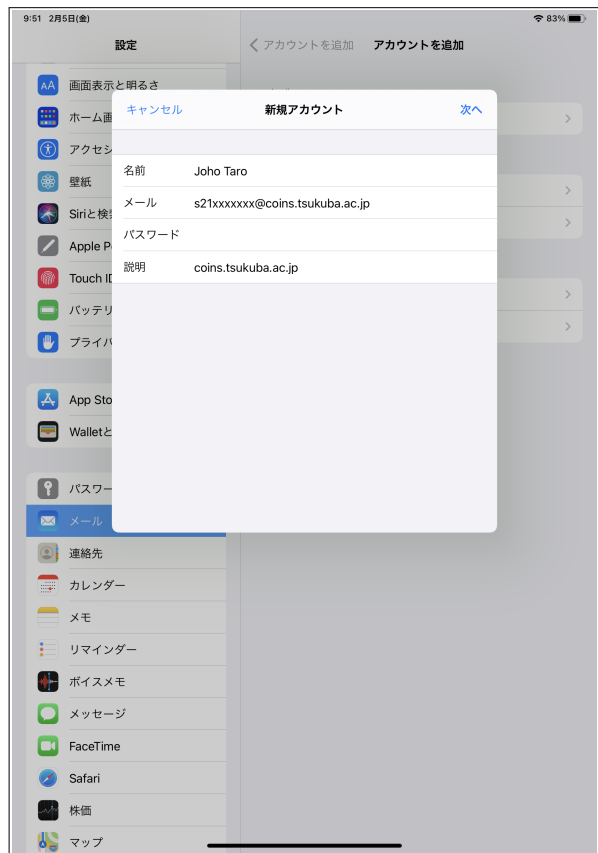 9:51 2月5日(金)
83%
設定
アカウントを追加
アカウントを追加
画面表示と明るさ
ホーム画
アクセシ
壁紙
Siriと検
Apple P
Touch ID
バッテリ
プライバ
App Sto
Walletと
パスワー
メール
連絡先
カレンダー
メモ
リマインダー
ボイスメモ
メッセージ
FaceTime
Safari
株価
マップ
キャンセル
新規アカウント
次へ
名前 Joho Taro
メール s21xxxxxx@coins.tsukuba.ac.jp
パスワード
説明 coins.tsukuba.ac.jp